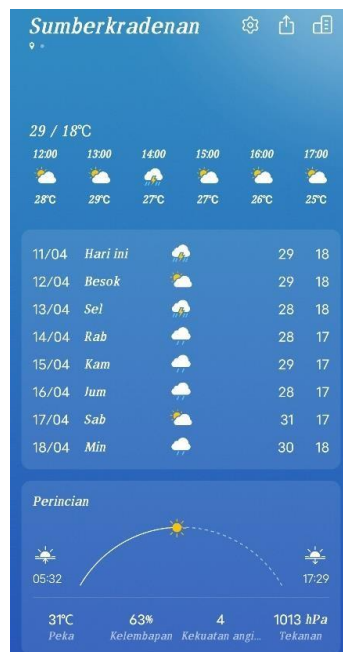 Sumberkradenan
29 / 18°C
12:00 13:00 14:00 15:00 16:00 17:00
28°C 29°C 27°C 27°C 26°C 25°C
11/04 Hari ini 29 18
12/04 Besok 29 18
13/04 Sel 28 18
14/04 Rab 28 17
15/04 Kam 29 17
16/04 Jum 28 17
17/04 Sab 31 17
18/04 Min 30 18
Perincian
05:32 17:29
31°C 63% 4 1013 hPa
Peka Kelembapan Kekuatan angi... Tekanan